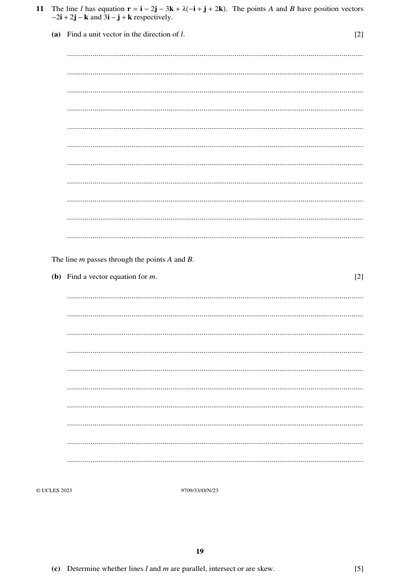 11 The line l has equation r = i − 2j − 3k + λ(−i + j + 2k). The points A and B have position vectors
−2i + 2j − k and 3i − j + k respectively.
(a) Find a unit vector in the direction of l. [2]
The line m passes through the points A and B.
(b) Find a vector equation for m. [2]
© UCLES 2023 9709/33/O/N/23
19
(c) Determine whether lines l and m are parallel, intersect or are skew. [5]